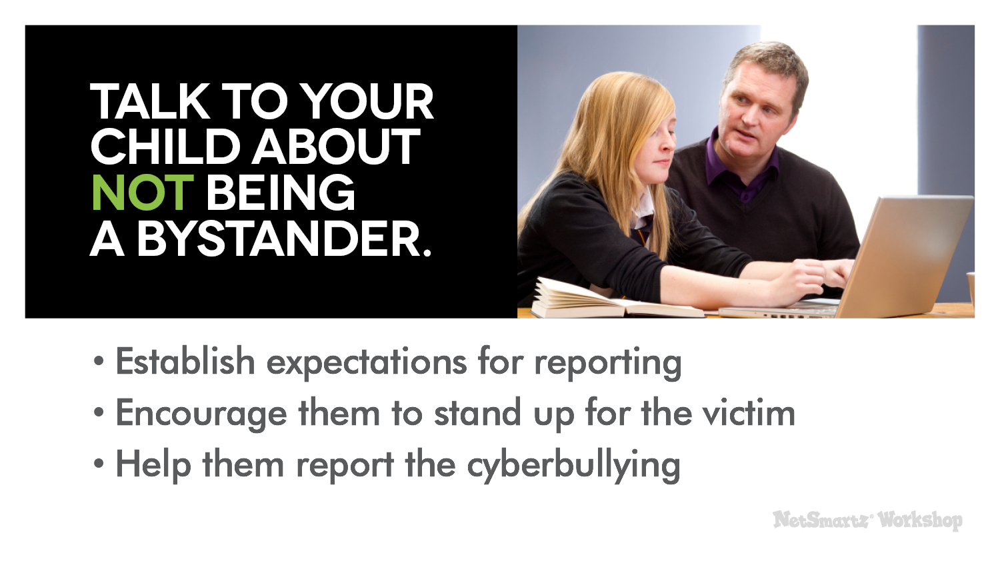 TALK TO YOUR
CHILD ABOUT
NOT BEING
A BYSTANDER.
• Establish expectations for reporting
• Encourage them to stand up for the victim
• Help them report the cyberbullying
NetSmartz® Workshop